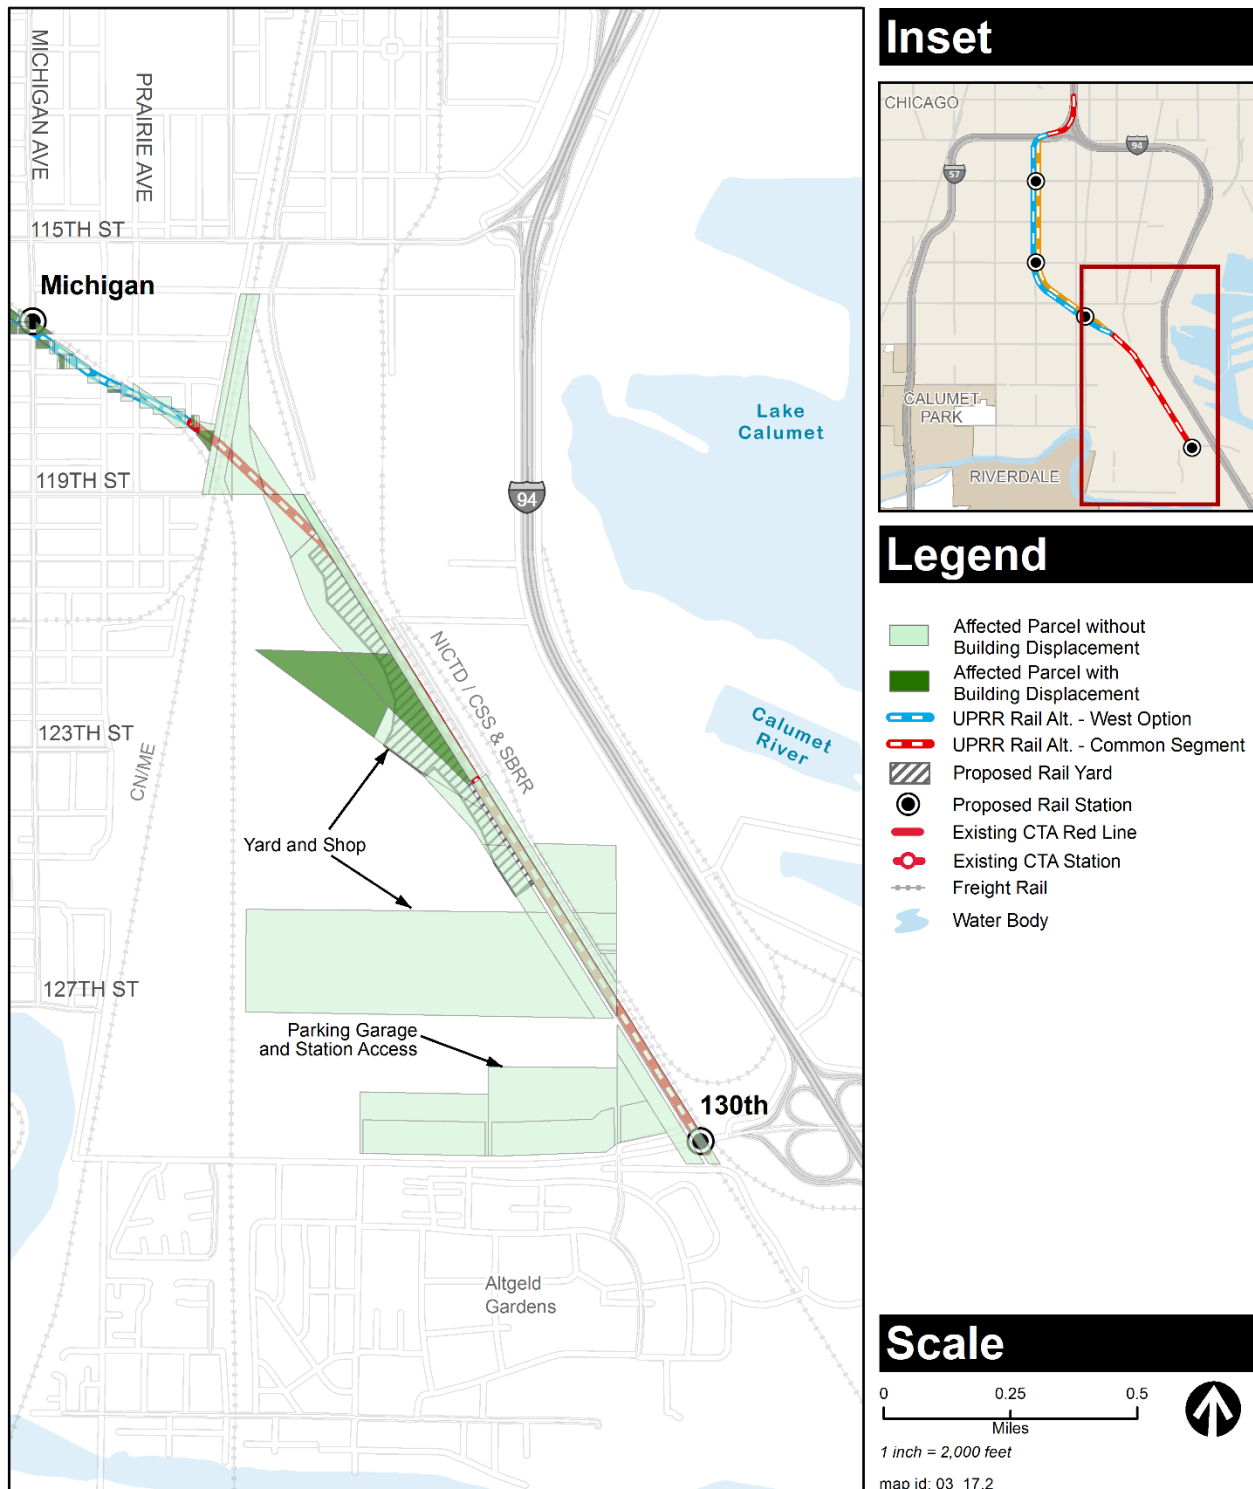 MICHIGAN AVE
PRAIRIE AVE
115TH ST
Michigan
119TH ST
94
Lake
Calumet
NICTD / CSS & SBRR
Calumet
River
123TH ST
CN/ME
Yard and Shop
127TH ST
Parking Garage
and Station Access
130th
Altgeld
Gardens
Inset
CHICAGO
57
94
CALUMET
PARK
RIVERDALE
Legend
Affected Parcel without
Building Displacement
Affected Parcel with
Building Displacement
UPRR Rail Alt. - West Option
UPRR Rail Alt. - Common Segment
Proposed Rail Yard
Proposed Rail Station
Existing CTA Red Line
Existing CTA Station
Freight Rail
Water Body
Scale
0 0.25 0.5
Miles
1 inch = 2,000 feet
map id: 03_17.2